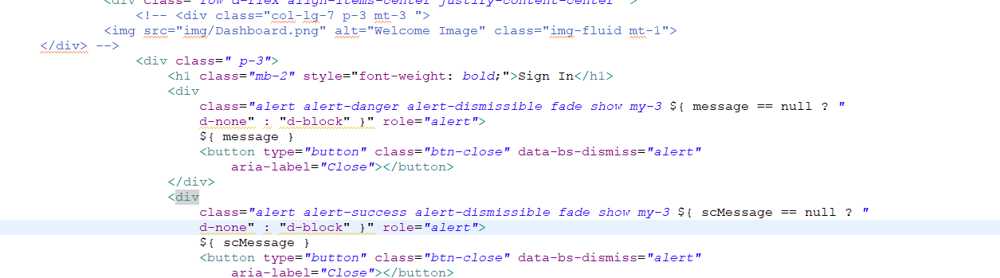 <div class="row d-flex align-items-center justify-content-center ">
<!-- <div class="col-lg-7 p-3 mt-3 ">
<img src="img/Dashboard.png" alt="Welcome Image" class="img-fluid mt-1">
</div> -->
<div class=" p-3">
<h1 class="mb-2" style="font-weight: bold;">Sign In</h1>
<div
class="alert alert-danger alert-dismissible fade show my-3 ${ message == null ? "
d-none" : "d-block" }" role="alert">
${ message }
<button type="button" class="btn-close" data-bs-dismiss="alert"
aria-label="Close"></button>
</div>
<div
class="alert alert-success alert-dismissible fade show my-3 ${ scMessage == null ? "
d-none" : "d-block" }" role="alert">
${ scMessage }
<button type="button" class="btn-close" data-bs-dismiss="alert"
aria-label="Close"></button>